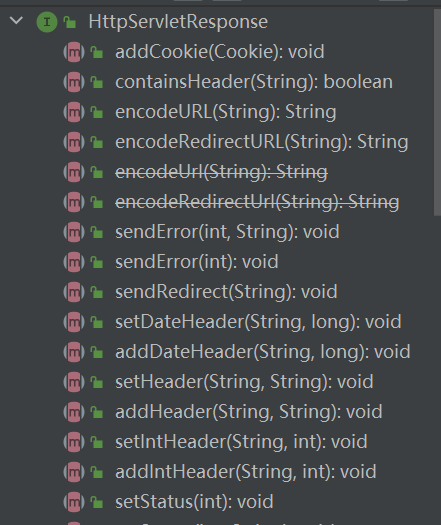 HttpServletResponse
addCookie(Cookie): void
containsHeader(String): boolean
encodeURL(String): String
encodeRedirectURL(String): String
encodeUrl(String): String
encodeRedirectUrl(String): String
sendError(int, String): void
sendError(int): void
sendRedirect(String): void
setDateHeader(String, long): void
addDateHeader(String, long): void
setHeader(String, String): void
addHeader(String, String): void
setIntHeader(String, int): void
addIntHeader(String, int): void
setStatus(int): void